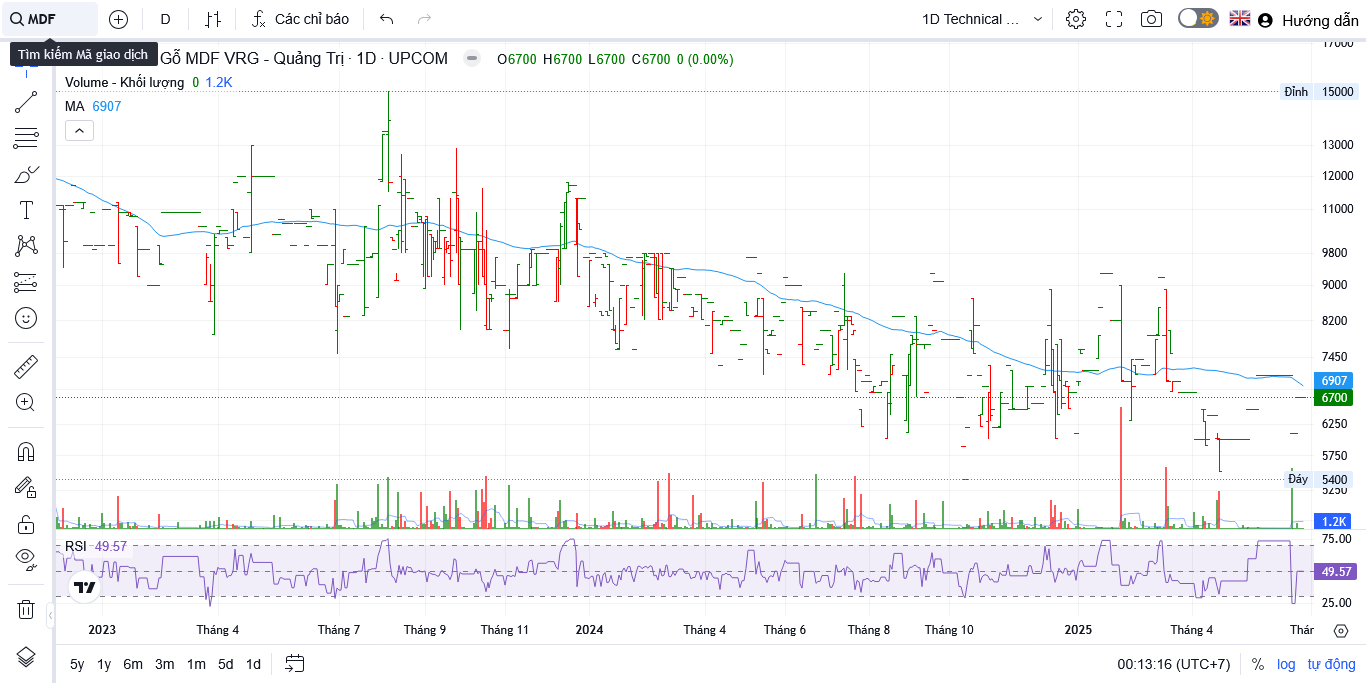 MDF
D
Các chỉ báo
1D Technical ...
Hướng dẫn
Tìm kiếm Mã giao dịch
Gỗ MDF VRG - Quảng Trị · 1D · UPCOM
O6700 H6700 L6700 C6700 0 (0.00%)
Volume - Khối lượng 0 1.2K
MA 6907
17000
Đỉnh 15000
13000
12000
11000
9800
9000
8200
7450
6907
6700
6250
5750
Đáy 5400
5250
1.2K
RSI 49.57
75.00
49.57
25.00
2023 Tháng 4 Tháng 7 Tháng 9 Tháng 11 2024 Tháng 4 Tháng 6 Tháng 8 Tháng 10 2025 Tháng 4 Thár
5y 1y 6m 3m 1m 5d 1d
00:13:16 (UTC+7) % log tự động